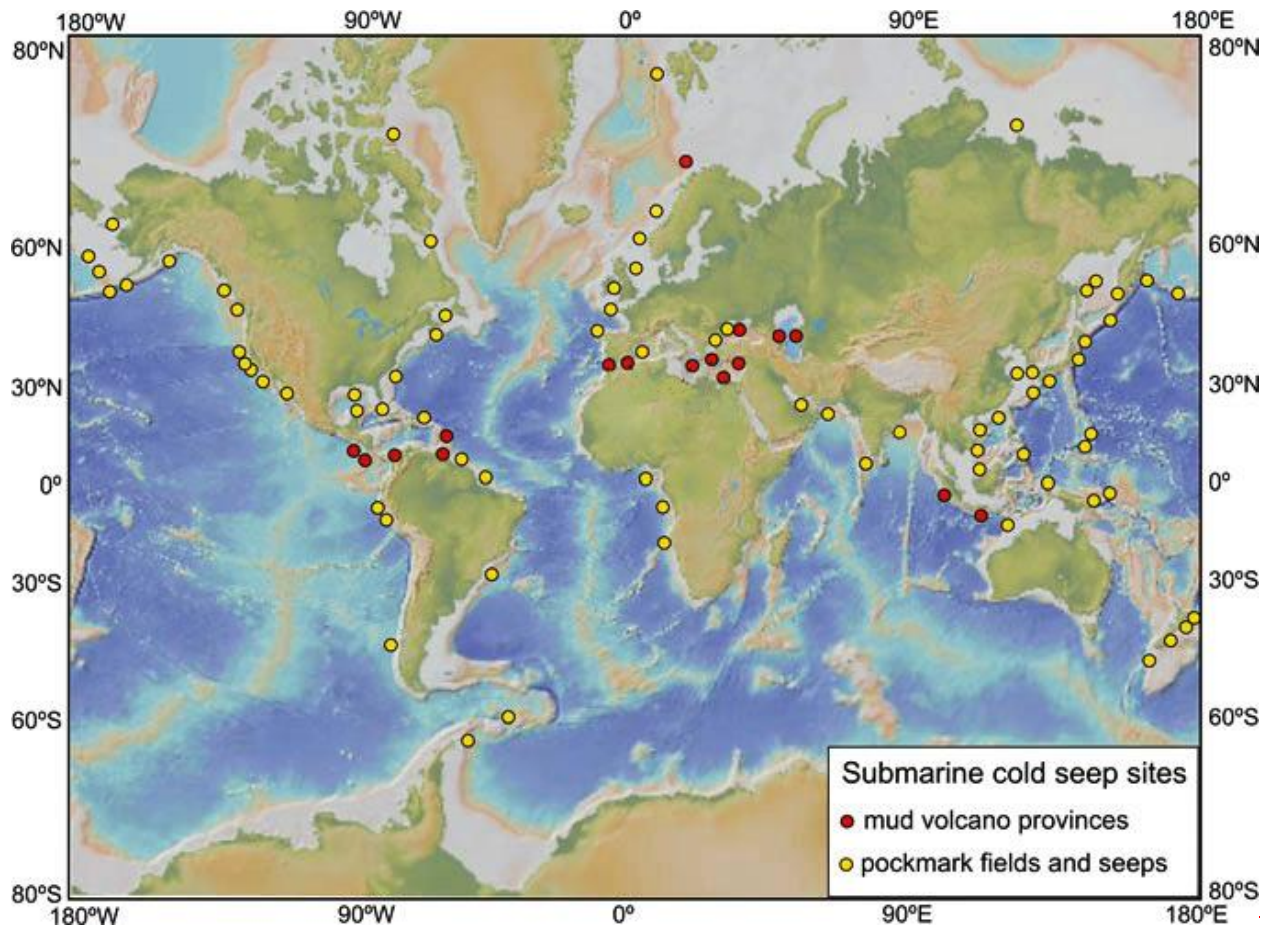 180ºW 90ºW 0º 90ºE 180ºE
80ºN 80ºN
60ºN 60ºN
30ºN 30ºN
0º 0º
30ºS 30ºS
60ºS 60ºS
Submarine cold seep sites
mud volcano provinces
pockmark fields and seeps
80ºS 80ºS
180ºW 90ºW 0º 90ºE 180ºE